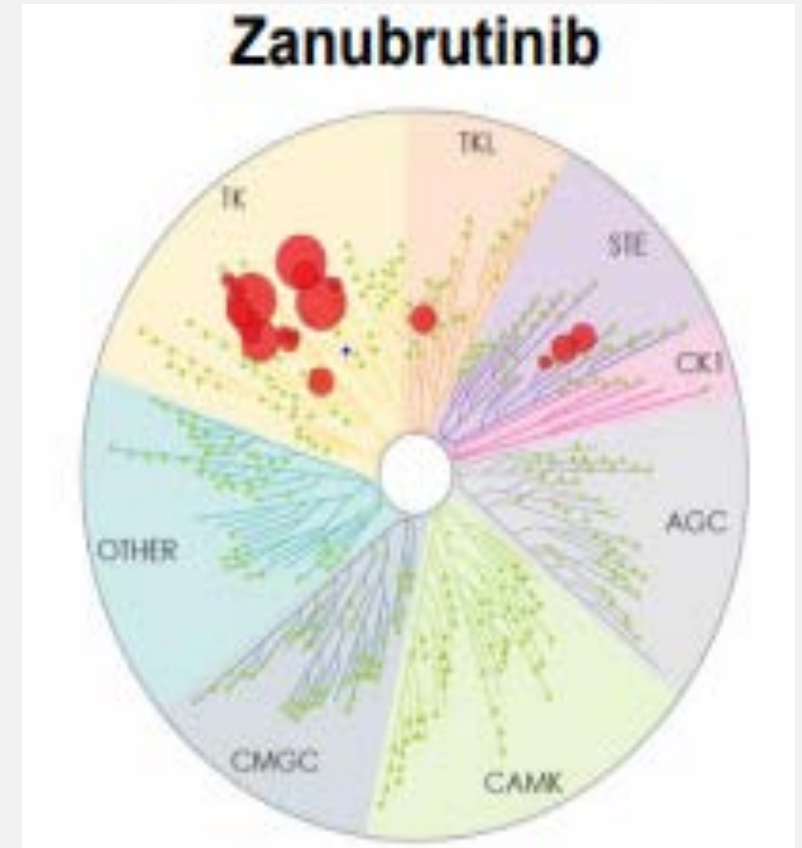 Zanubrutinib
TKL
TK
STE
CK1
AGC
OTHER
CMGC
CAMK